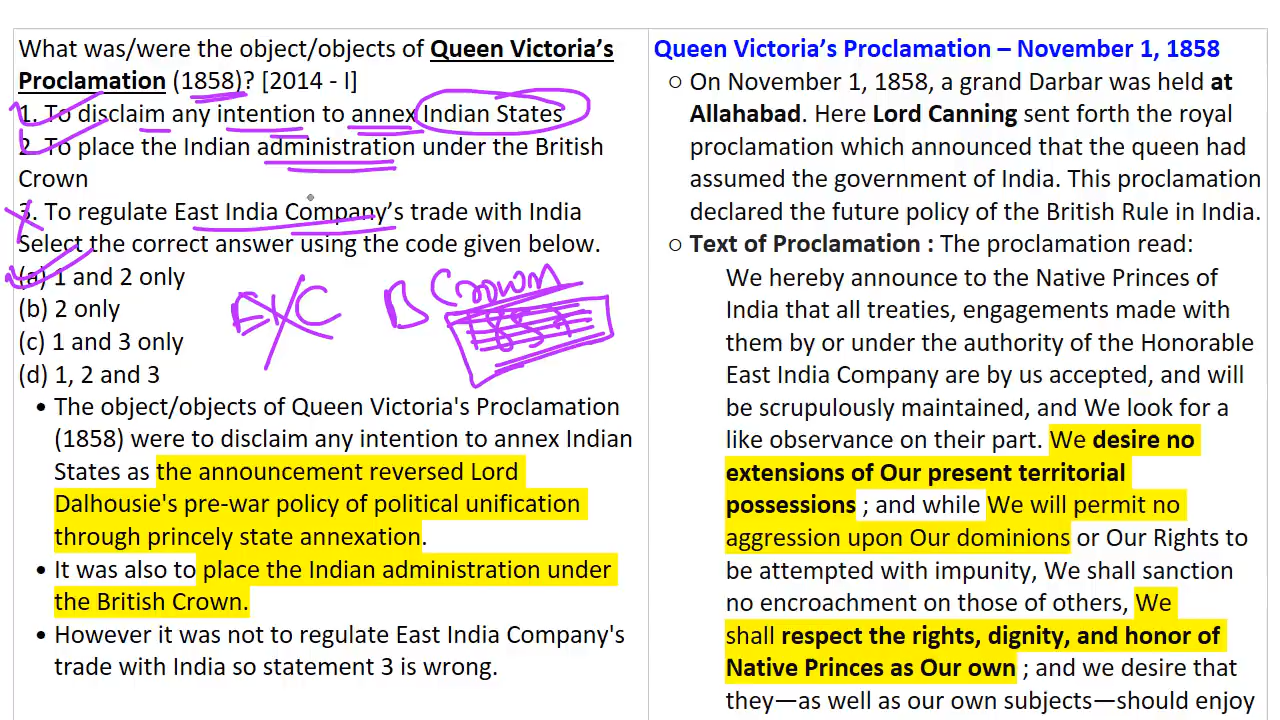 What was/were the object/objects of Queen Victoria's
Proclamation (1858)? [2014 - I]
1. To disclaim any intention to annex Indian States
2. To place the Indian administration under the British
Crown
3. To regulate East India Company's trade with India
Select the correct answer using the code given below.
(a) 1 and 2 only
(b) 2 only
(c) 1 and 3 only
(d) 1, 2 and 3
EIC B Crown
1857
• The object/objects of Queen Victoria's Proclamation
(1858) were to disclaim any intention to annex Indian
States as the announcement reversed Lord
Dalhousie's pre-war policy of political unification
through princely state annexation.
• It was also to place the Indian administration under
the British Crown.
• However it was not to regulate East India Company's
trade with India so statement 3 is wrong.
Queen Victoria's Proclamation – November 1, 1858
○ On November 1, 1858, a grand Darbar was held at
Allahabad. Here Lord Canning sent forth the royal
proclamation which announced that the queen had
assumed the government of India. This proclamation
declared the future policy of the British Rule in India.
○ Text of Proclamation : The proclamation read:
We hereby announce to the Native Princes of
India that all treaties, engagements made with
them by or under the authority of the Honorable
East India Company are by us accepted, and will
be scrupulously maintained, and We look for a
like observance on their part. We desire no
extensions of Our present territorial
possessions ; and while We will permit no
aggression upon Our dominions or Our Rights to
be attempted with impunity, We shall sanction
no encroachment on those of others, We
shall respect the rights, dignity, and honor of
Native Princes as Our own ; and we desire that
they—as well as our own subjects—should enjoy